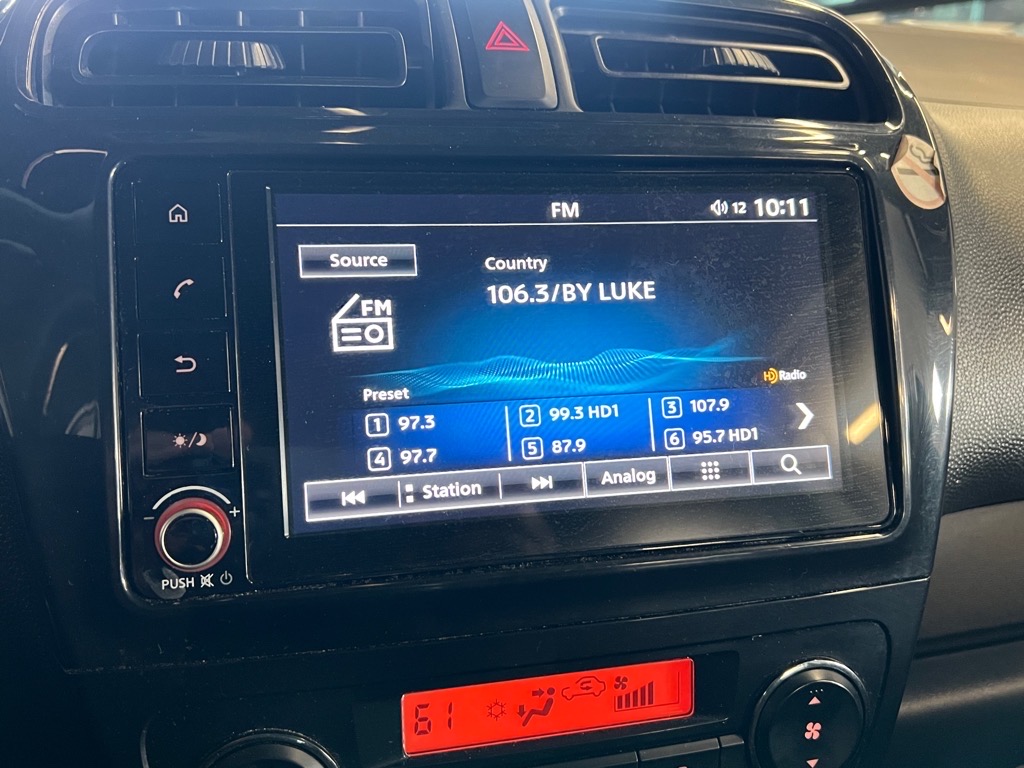 FM
12 10:11
Source
Country
106.3/BY LUKE
FM
HD Radio
Preset
1 97.3
2 99.3 HD1
3 107.9
4 97.7
5 87.9
6 95.7 HD1
Station
Analog
- +
PUSH
61